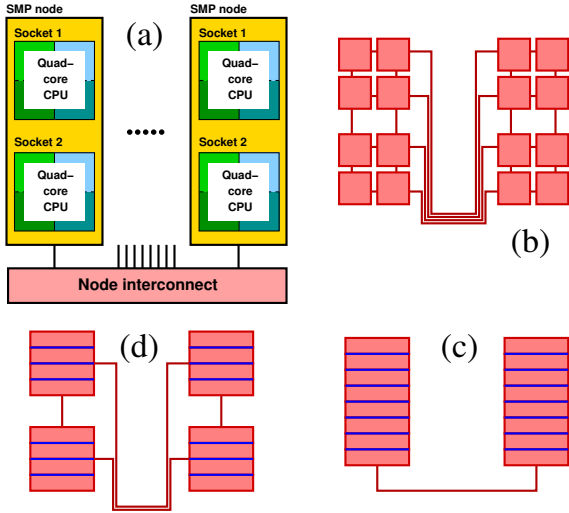 SMP node
SMP node
(a)
Socket 1
Socket 1
Quad−
core
CPU
Quad−
core
CPU
Socket 2
Socket 2
Quad−
core
CPU
Quad−
core
CPU
Node interconnect
(b)
(d)
(c)